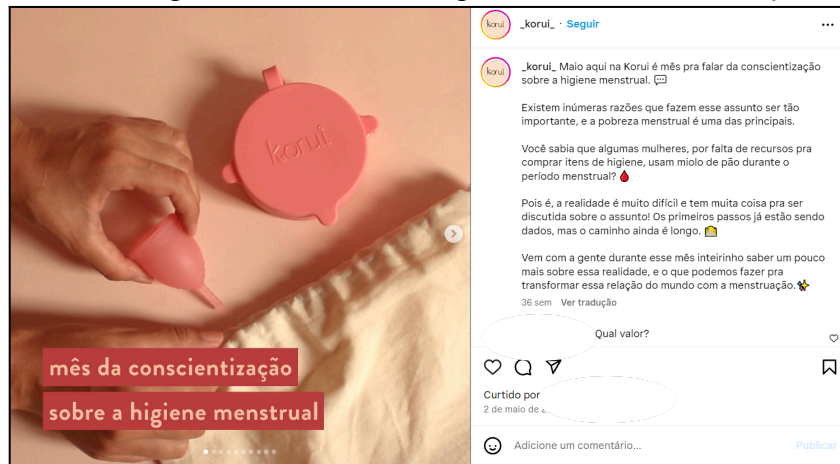 korui
mês da conscientização
sobre a higiene menstrual
korui
_korui_ · Seguir
korui
_korui_ Maio aqui na Korui é mês pra falar da conscientização
sobre a higiene menstrual.
Existem inúmeras razões que fazem esse assunto ser tão
importante, e a pobreza menstrual é uma das principais.
Você sabia que algumas mulheres, por falta de recursos pra
comprar itens de higiene, usam miolo de pão durante o
período menstrual?
Pois é, a realidade é muito difícil e tem muita coisa pra ser
discutida sobre o assunto! Os primeiros passos já estão sendo
dados, mas o caminho ainda é longo.
Vem com a gente durante esse mês inteirinho saber um pouco
mais sobre essa realidade, e o que podemos fazer pra
transformar essa relação do mundo com a menstruação.
36 sem Ver tradução
Qual valor?
Curtido por
2 de maio de
Adicione um comentário... Publicar